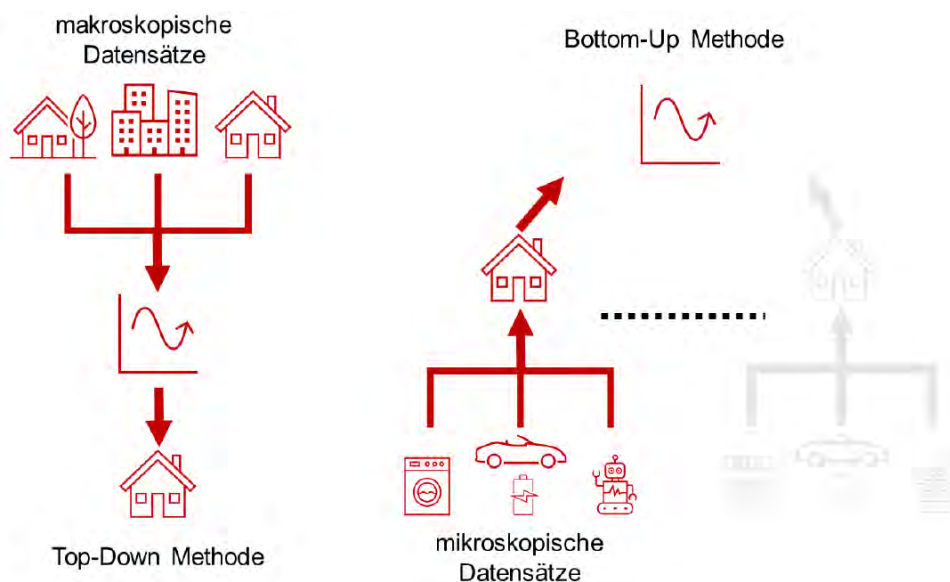 makroskopische
Datensätze
Top-Down Methode
Bottom-Up Methode
mikroskopische
Datensätze